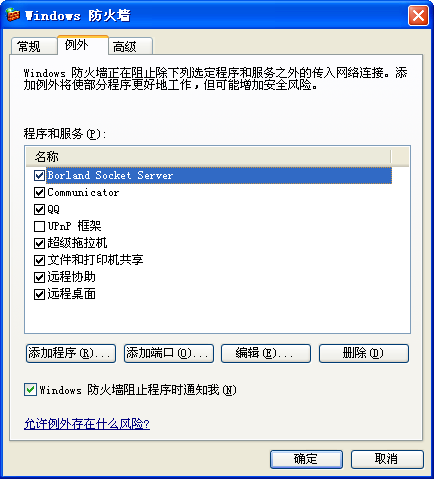 Windows 防火墙
常规
例外
高级
Windows 防火墙正在阻止除下列选定程序和服务之外的传入网络连接。添
加例外将使部分程序更好地工作，但可能增加安全风险。
程序和服务(P):
名称
Borland Socket Server
Communicator
QQ
UPnP 框架
超级拖拉机
文件和打印机共享
远程协助
远程桌面
添加程序(R)...
添加端口(O)...
编辑(E)...
删除(D)
Windows 防火墙阻止程序时通知我(N)
允许例外存在什么风险?
确定
取消